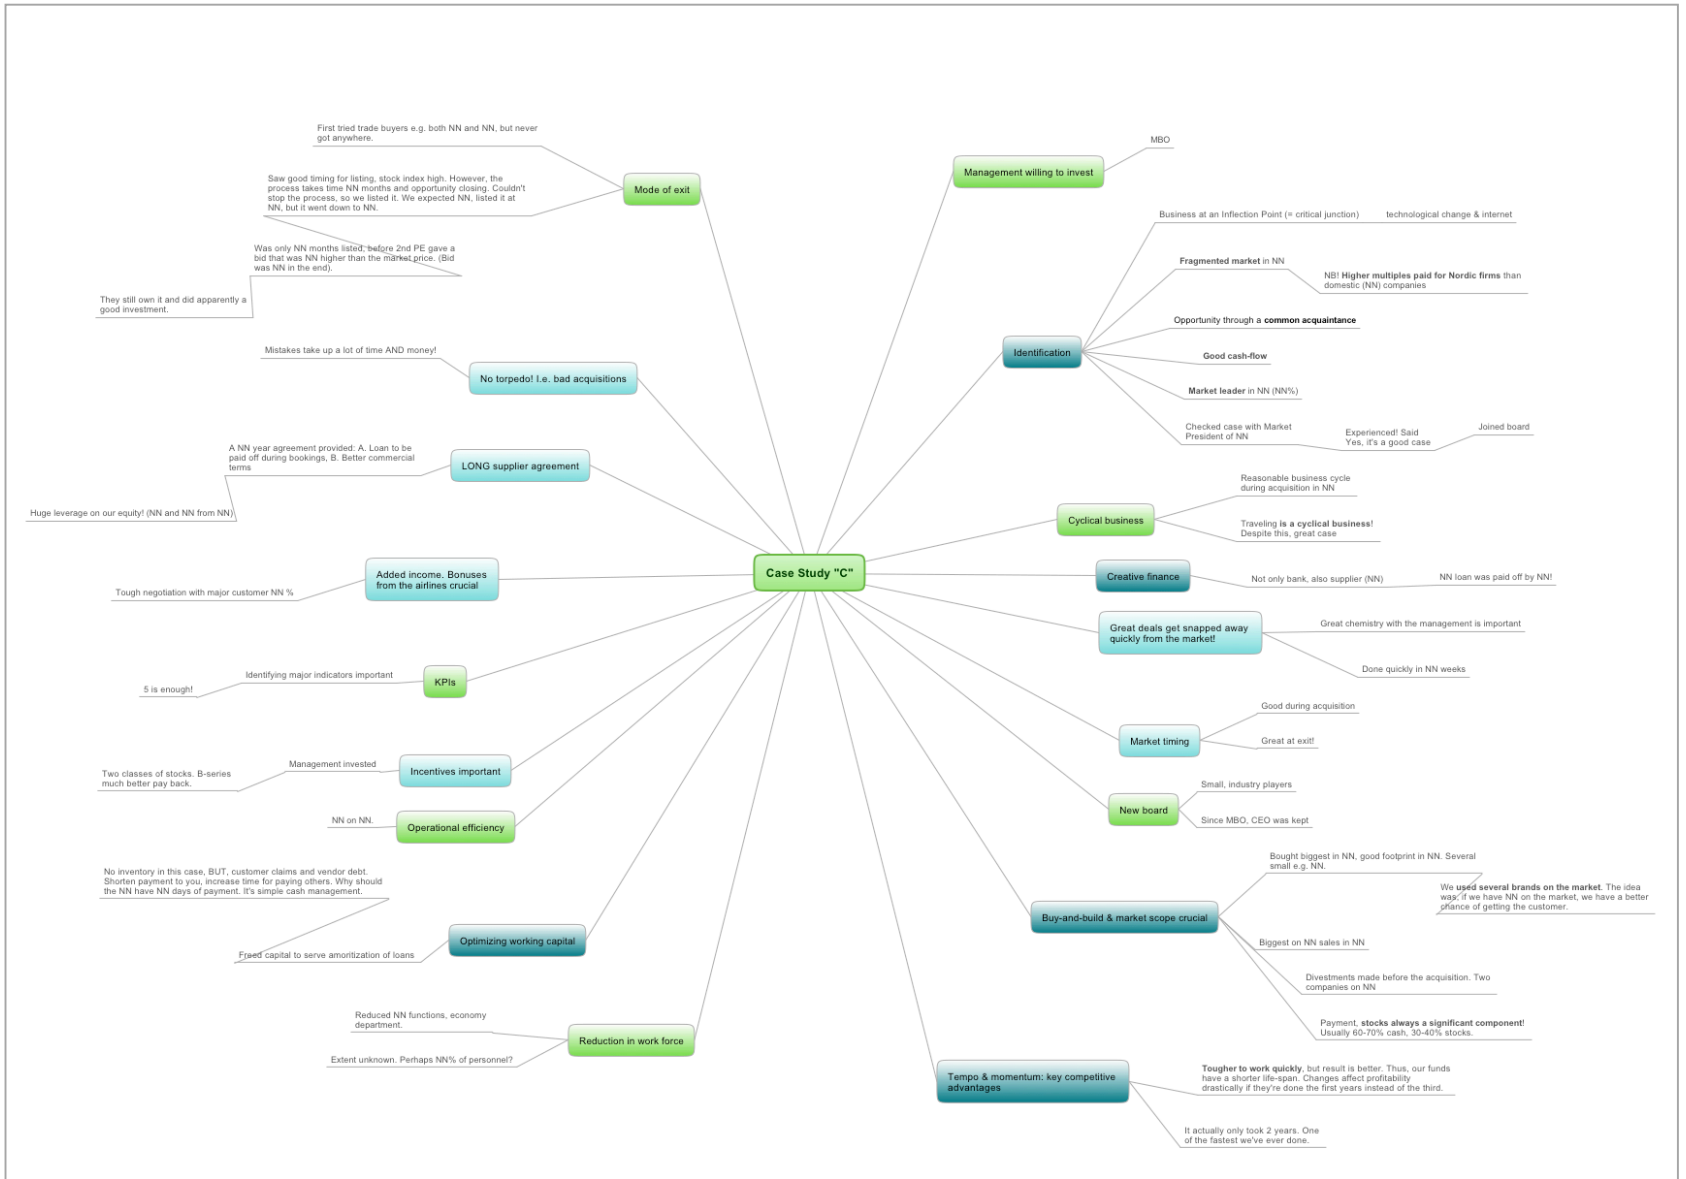 Case Study "C"
Management willing to invest
MBO
Identification
Business at an Inflection Point (= critical junction)
technological change & internet
Fragmented market in NN
NB! Higher multiples paid for Nordic firms than
domestic (NN) companies
Opportunity through a common acquaintance
Good cash-flow
Market leader in NN (NN%)
Checked case with Market
President of NN
Experienced! Said
Yes, it's a good case
Joined board
Cyclical business
Reasonable business cycle
during acquisition in NN
Traveling is a cyclical business!
Despite this, great case
Creative finance
Not only bank, also supplier (NN)
NN loan was paid off by NN!
Great deals get snapped away
quickly from the market!
Great chemistry with the management is important
Done quickly in NN weeks
Market timing
Good during acquisition
Great at exit!
New board
Small, industry players
Since MBO, CEO was kept
Buy-and-build & market scope crucial
Bought biggest in NN, good footprint in NN. Several
small e.g. NN.
We used several brands on the market. The idea
was, if we have NN on the market, we have a better
chance of getting the customer.
Biggest on NN sales in NN
Divestments made before the acquisition. Two
companies on NN
Payment, stocks always a significant component!
Usually 60-70% cash, 30-40% stocks.
Tempo & momentum: key competitive
advantages
Tougher to work quickly, but result is better. Thus, our funds
have a shorter life-span. Changes affect profitability
drastically if they're done the first years instead of the third.
It actually only took 2 years. One
of the fastest we've ever done.
Mode of exit
First tried trade buyers e.g. both NN and NN, but never
got anywhere.
Saw good timing for listing, stock index high. However, the
process takes time NN months and opportunity closing. Couldn't
stop the process, so we listed it. We expected NN, listed it at
NN, but it went down to NN.
Was only NN months listed, before 2nd PE gave a
bid that was NN higher than the market price. (Bid
was NN in the end).
They still own it and did apparently a
good investment.
No torpedo! I.e. bad acquisitions
Mistakes take up a lot of time AND money!
LONG supplier agreement
A NN year agreement provided: A. Loan to be
paid off during bookings, B. Better commercial
terms
Huge leverage on our equity! (NN and NN from NN)
Added income. Bonuses
from the airlines crucial
Tough negotiation with major customer NN %
KPIs
Identifying major indicators important
5 is enough!
Incentives important
Management invested
Two classes of stocks. B-series
much better pay back.
Operational efficiency
NN on NN.
Optimizing working capital
No inventory in this case, BUT, customer claims and vendor debt.
Shorten payment to you, increase time for paying others. Why should
the NN have NN days of payment. It's simple cash management.
Freed capital to serve amoritization of loans
Reduction in work force
Reduced NN functions, economy
department.
Extent unknown. Perhaps NN% of personnel?